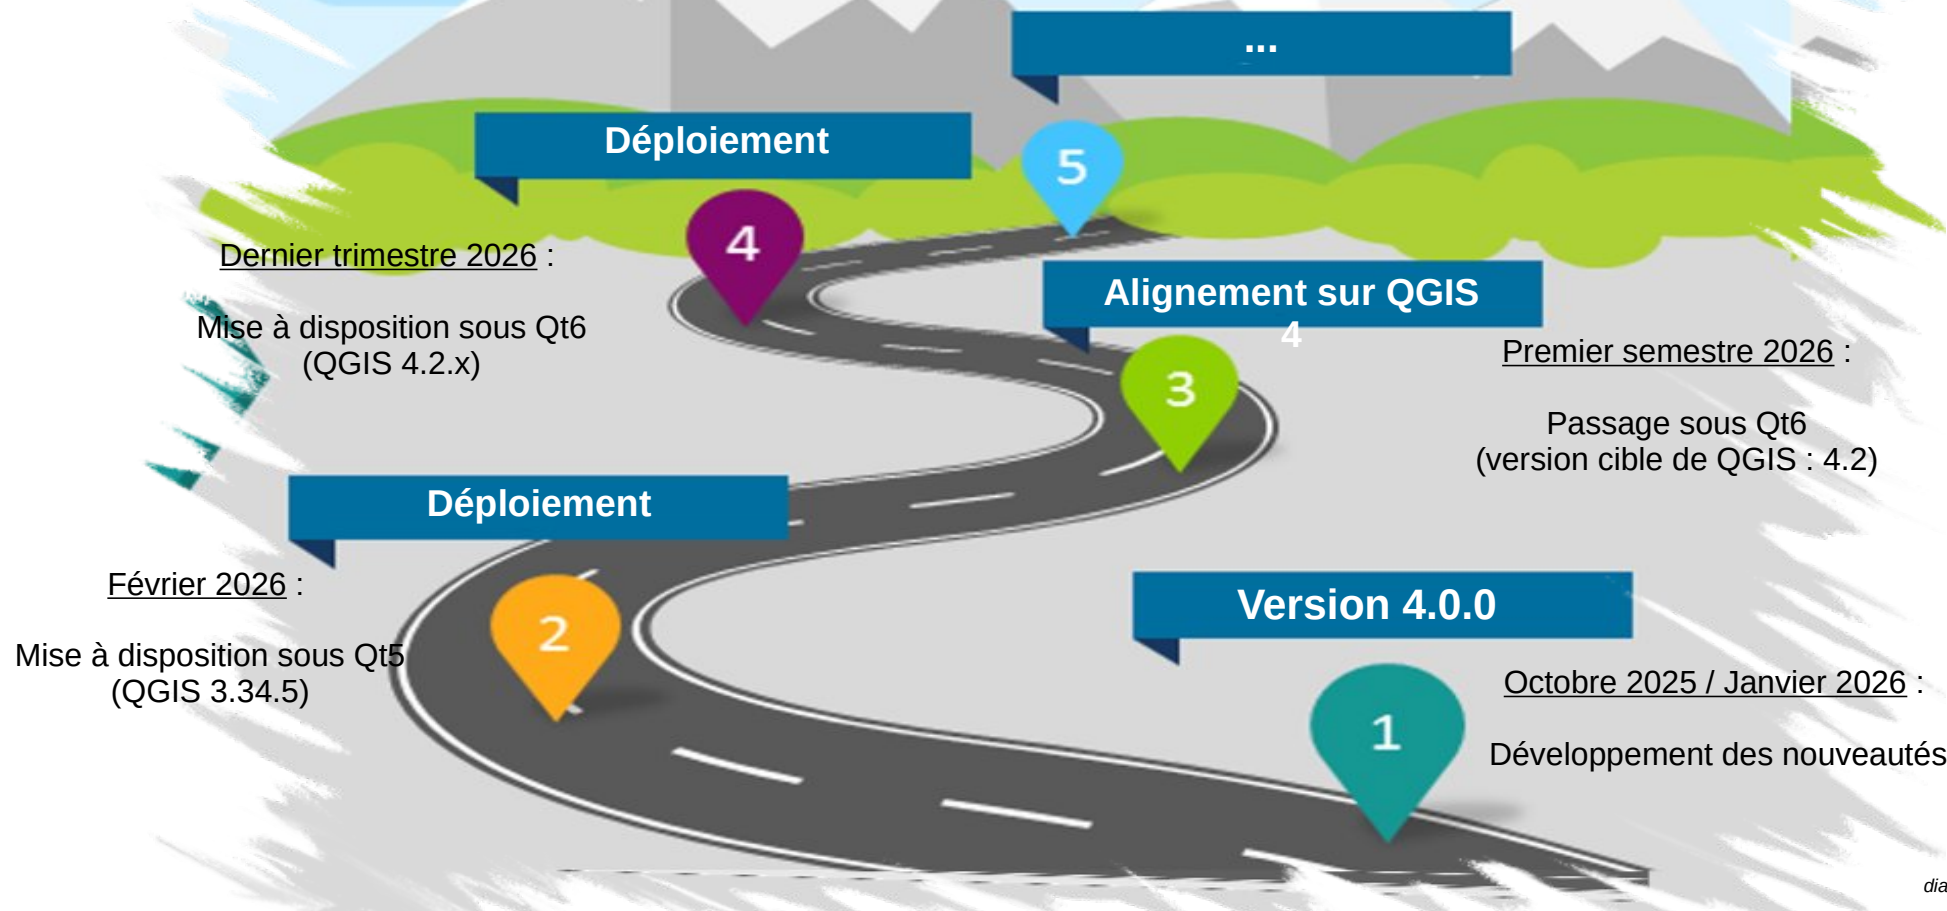 ...
5
Déploiement
4
Dernier trimestre 2026 :
Mise à disposition sous Qt6
(QGIS 4.2.x)
Alignement sur QGIS
4
3
Premier semestre 2026 :
Passage sous Qt6
(version cible de QGIS : 4.2)
Déploiement
2
Février 2026 :
Mise à disposition sous Qt5
(QGIS 3.34.5)
Version 4.0.0
1
Octobre 2025 / Janvier 2026 :
Développement des nouveautés
dia